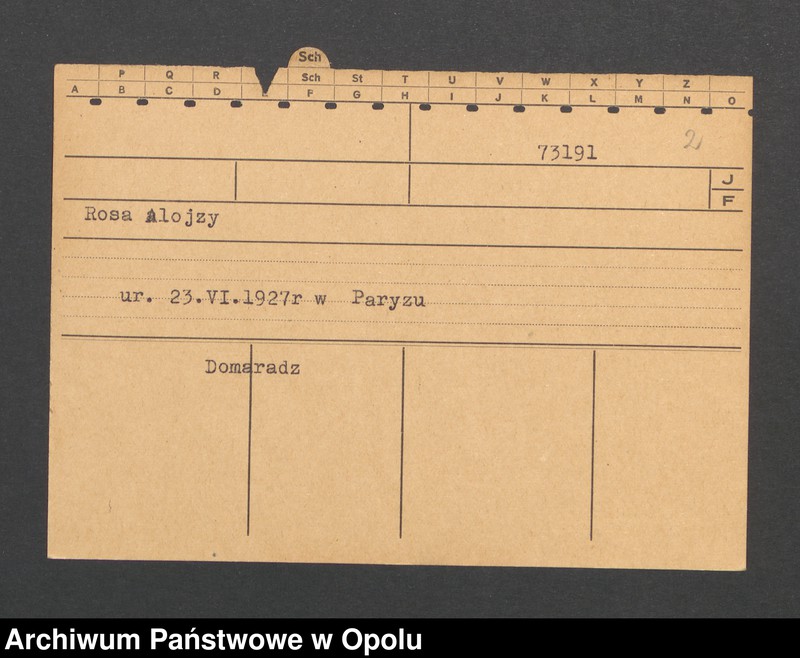 Sch
P Q R Sch St T U V W X Y Z
A B C D F G H I J K L M N O
73191 2
J
F
Rosa Alojzy
ur. 23.VI.1927r w Paryzu
Domaradz
Archiwum Państwowe w Opolu